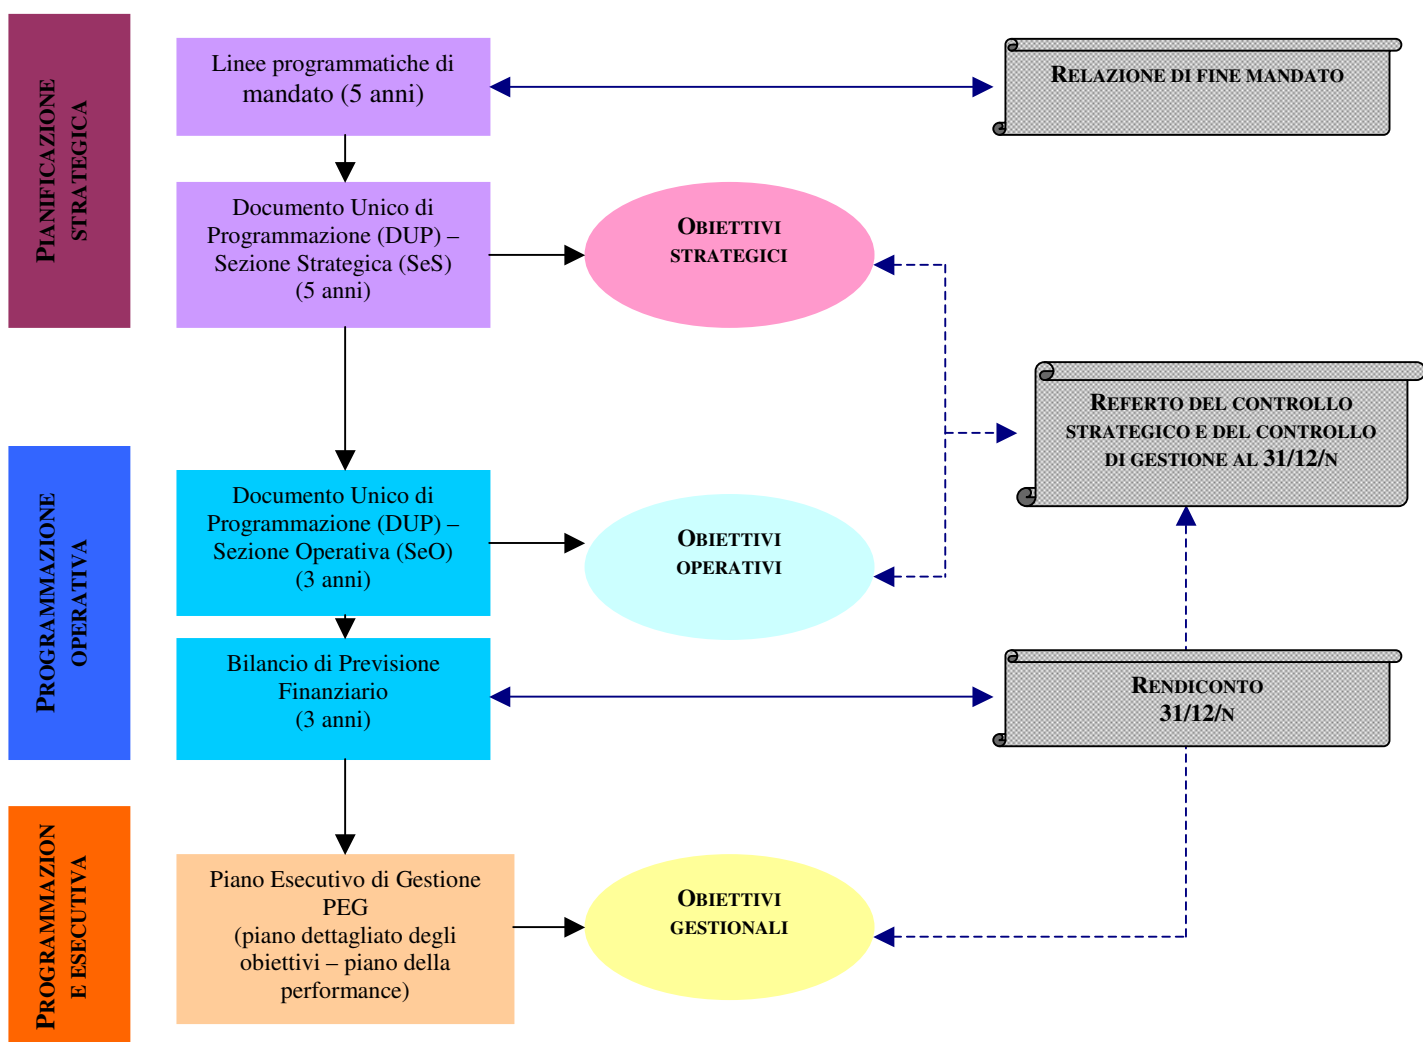 PIANIFICAZIONE
STRATEGICA
Linee programmatiche di
mandato (5 anni)
RELAZIONE DI FINE MANDATO
Documento Unico di
Programmazione (DUP) –
Sezione Strategica (SeS)
(5 anni)
OBIETTIVI
STRATEGICI
REFERTO DEL CONTROLLO
STRATEGICO E DEL CONTROLLO
DI GESTIONE AL 31/12/N
PROGRAMMAZIONE
OPERATIVA
Documento Unico di
Programmazione (DUP) –
Sezione Operativa (SeO)
(3 anni)
OBIETTIVI
OPERATIVI
Bilancio di Previsione
Finanziario
(3 anni)
RENDICONTO
31/12/N
PROGRAMMAZION
E ESECUTIVA
Piano Esecutivo di Gestione
PEG
(piano dettagliato degli
obiettivi – piano della
performance)
OBIETTIVI
GESTIONALI